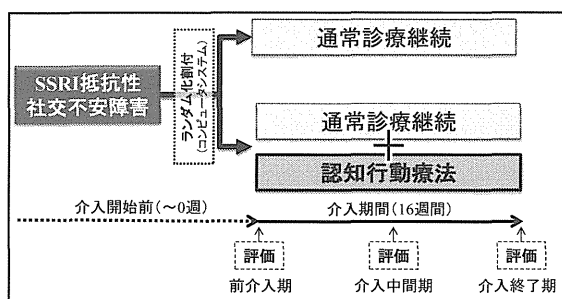 通常診療継続
SSRI抵抗性
社交不安障害
ランダム化割付
(コンピュータシステム)
通常診療継続
+
認知行動療法
介入開始前(～0週)
介入期間(16週間)
評価
評価
評価
前介入期
介入中間期
介入終了期